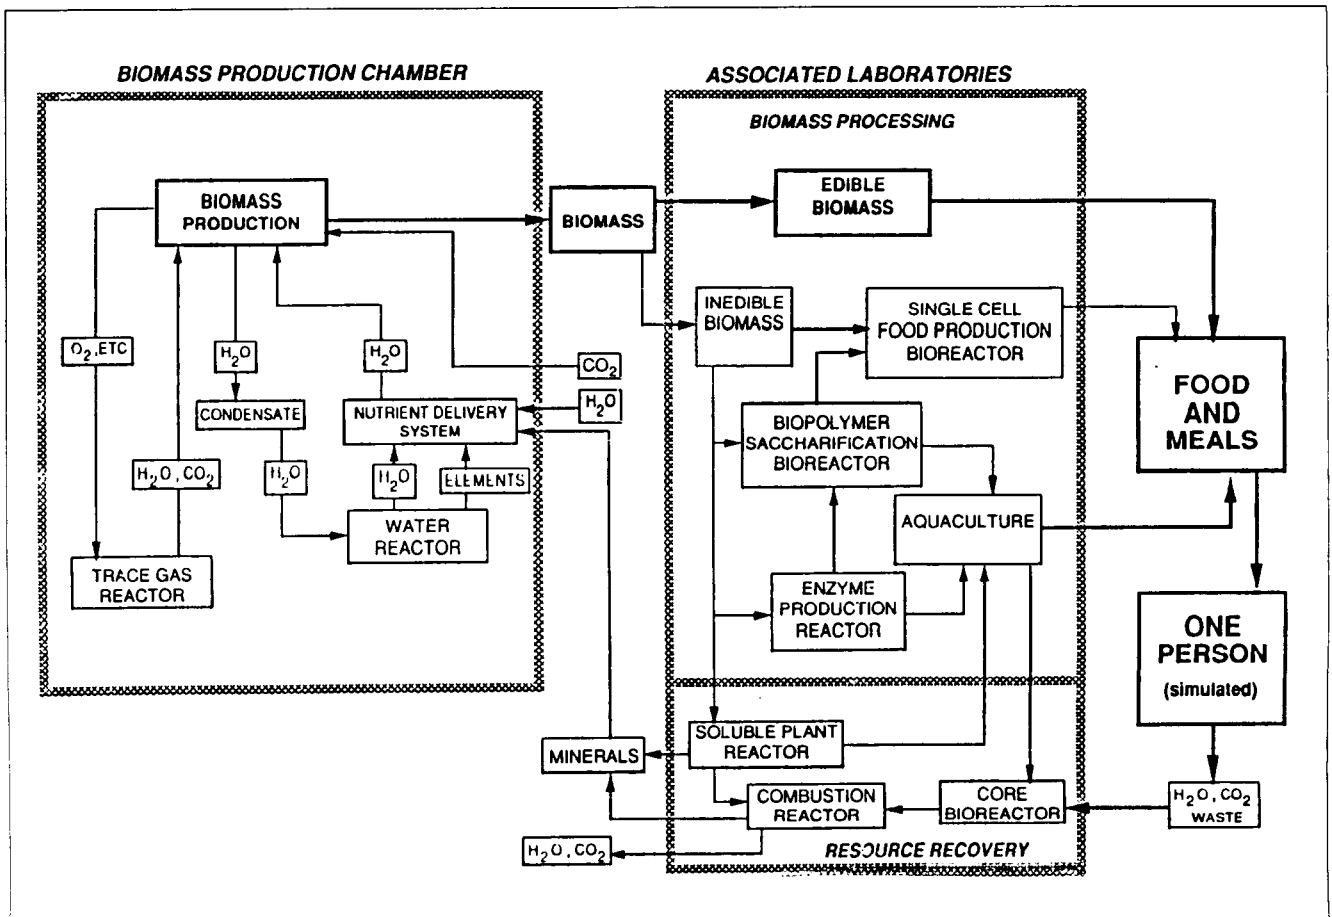 BIOMASS PRODUCTION CHAMBER
BIOMASS
PRODUCTION
O2, ETC
H2O
H2O
CO2
H2O
CONDENSATE
NUTRIENT DELIVERY
SYSTEM
H2O, CO2
H2O
H2O
ELEMENTS
WATER
REACTOR
TRACE GAS
REACTOR
BIOMASS
ASSOCIATED LABORATORIES
BIOMASS PROCESSING
EDIBLE
BIOMASS
INEDIBLE
BIOMASS
SINGLE CELL
FOOD PRODUCTION
BIOREACTOR
BIOPOLYMER
SACCHARIFICATION
BIOREACTOR
AQUACULTURE
ENZYME
PRODUCTION
REACTOR
FOOD
AND
MEALS
ONE
PERSON
(simulated)
MINERALS
SOLUBLE PLANT
REACTOR
COMBUSTION
REACTOR
CORE
BIOREACTOR
H2O, CO2
WASTE
H2O, CO2
RESOURCE RECOVERY